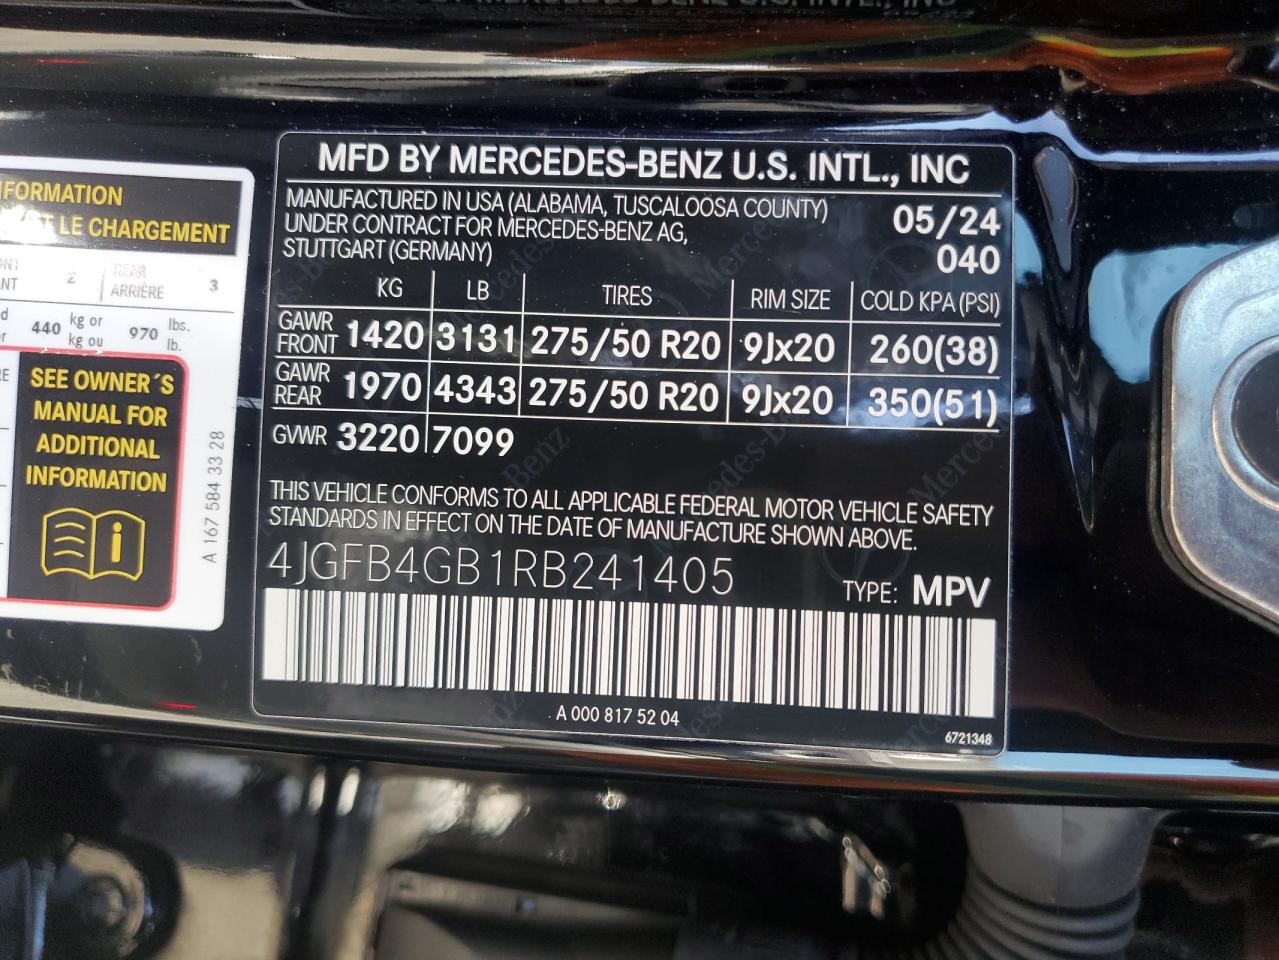 MFD BY MERCEDES-BENZ U.S. INTL., INC
MANUFACTURED IN USA (ALABAMA, TUSCALOOSA COUNTY) 05/24
UNDER CONTRACT FOR MERCEDES-BENZ AG,
STUTTGART (GERMANY) 040
KG LB TIRES RIM SIZE COLD KPA (PSI)
GAWR FRONT 1420 3131 275/50 R20 9Jx20 260(38)
GAWR REAR 1970 4343 275/50 R20 9Jx20 350(51)
GVWR 3220 7099
THIS VEHICLE CONFORMS TO ALL APPLICABLE FEDERAL MOTOR VEHICLE SAFETY
STANDARDS IN EFFECT ON THE DATE OF MANUFACTURE SHOWN ABOVE.
4JGFB4GB1RB241405 TYPE: MPV
A 000 817 52 04
6721348
LE CHARGEMENT
2 REAR ARRIÈRE 3
440 kg or kg ou 970 lbs. lb.
SEE OWNER´S
MANUAL FOR
ADDITIONAL
INFORMATION
A 167 584 33 28